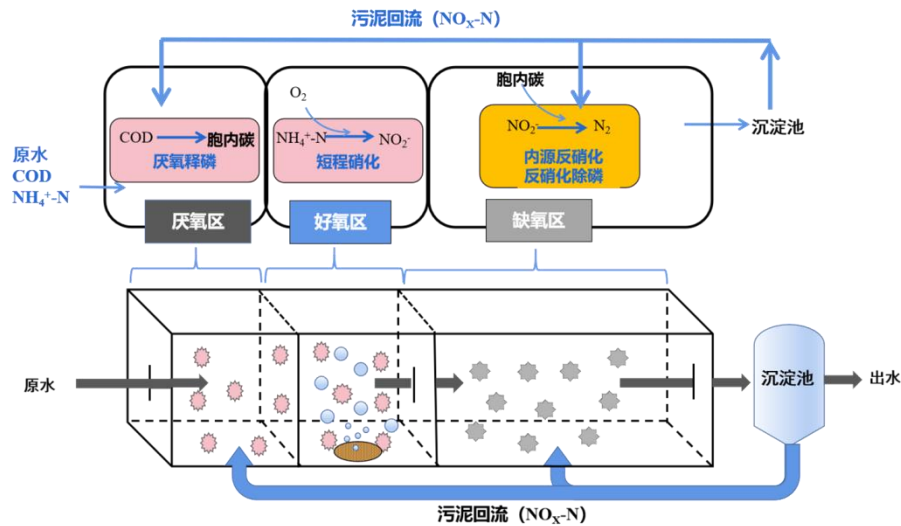 污泥回流（NOX-N）
COD → 胞内碳
厌氧释磷
O2
NH4+-N → NO2-
短程硝化
胞内碳
NO2- → N2
内源反硝化
反硝化除磷
沉淀池
原水
COD
NH4+-N
厌氧区
好氧区
缺氧区
原水
沉淀池
出水
污泥回流（NOX-N）